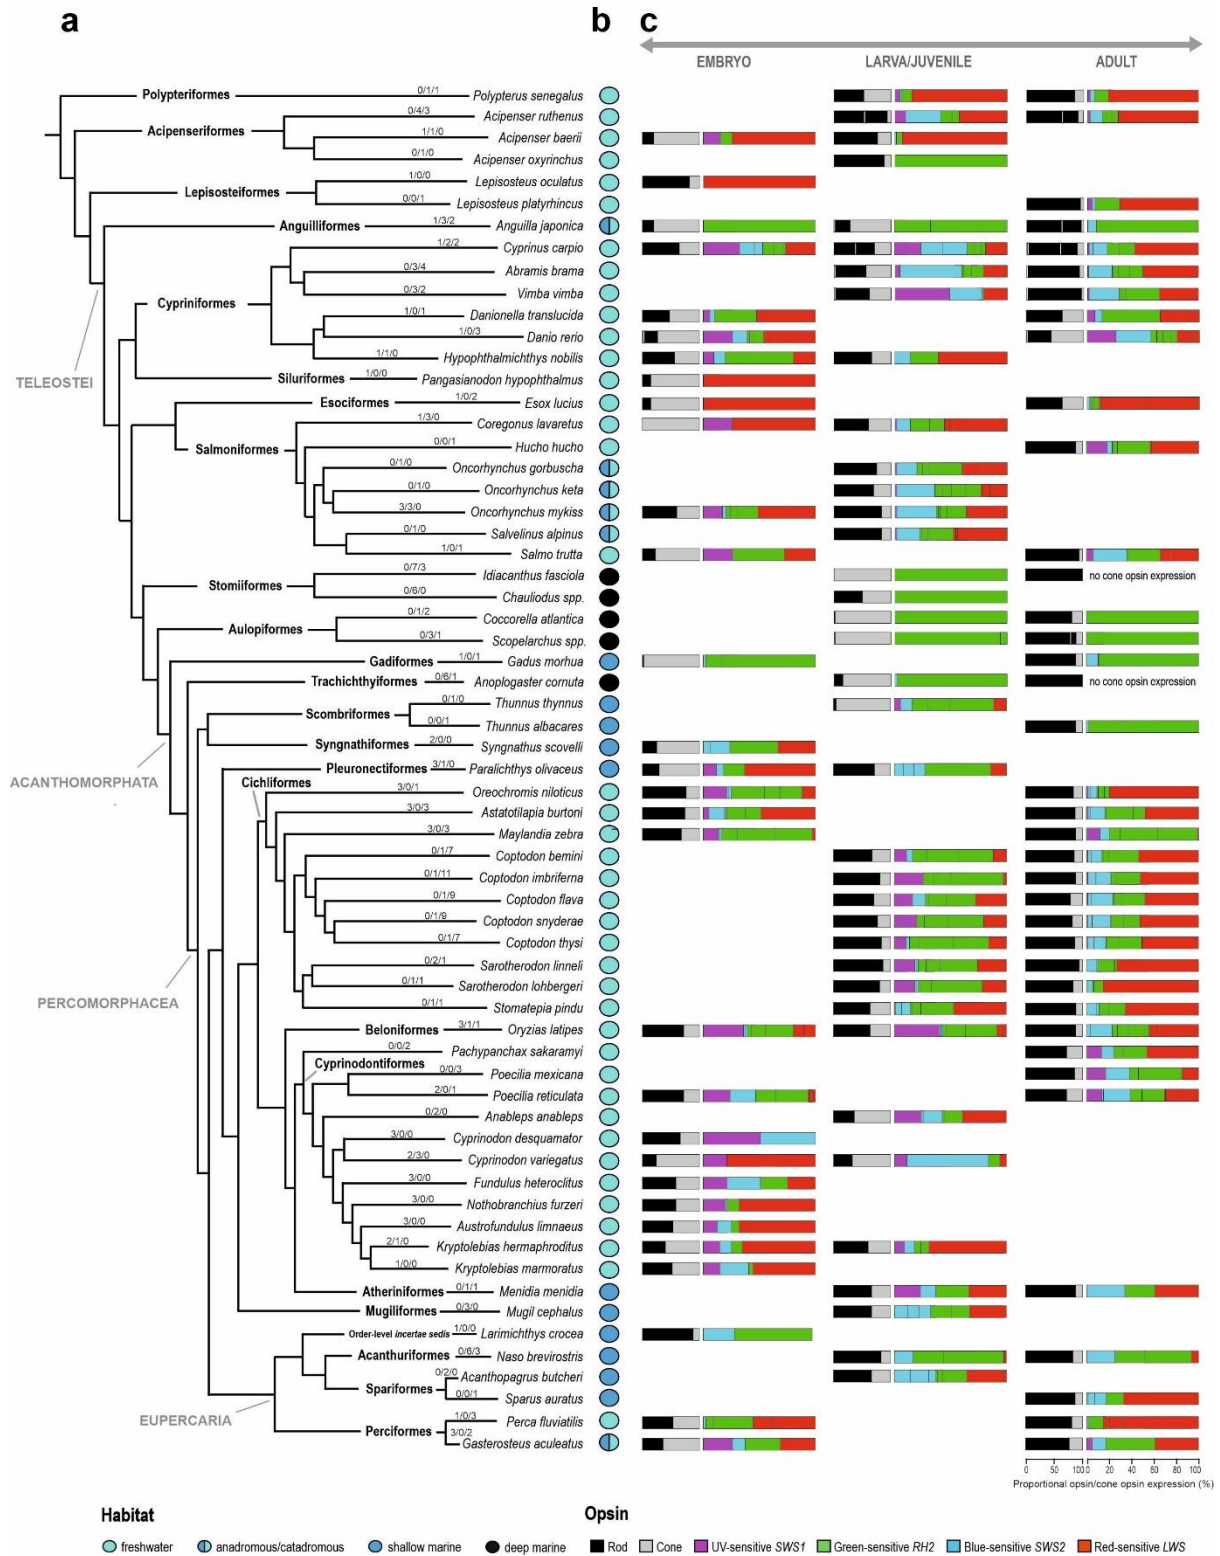 a b c
EMBRYO LARVA/JUVENILE ADULT
Polypteriformes 0/1/1 Polypterus senegalus
0/4/3 Acipenser ruthenus
Acipenseriformes 1/1/0 Acipenser baerii
0/1/0 Acipenser oxyrinchus
1/0/0 Lepisosteus oculatus
Lepisosteiformes
0/0/1 Lepisosteus platyrhincus
Anguilliformes 1/3/2 Anguilla japonica
1/2/2 Cyprinus carpio
0/3/4 Abramis brama
Cypriniformes 0/3/2 Vimba vimba
1/0/1 Danionella translucida
1/0/3 Danio rerio
1/1/0 Hypophthalmichthys nobilis
TELEOSTEI
Siluriformes 1/0/0 Pangasianodon hypophthalmus
Esociformes 1/0/2 Esox lucius
1/3/0 Coregonus lavaretus
Salmoniformes 0/0/1 Hucho hucho
0/1/0 Oncorhynchus gorbuscha
0/1/0 Oncorhynchus keta
3/3/0 Oncorhynchus mykiss
0/1/0 Salvelinus alpinus
1/0/1 Salmo trutta
0/7/3 Idiacanthus fasciola no cone opsin expression
Stomiiformes
0/6/0 Chauliodus spp.
0/1/2 Coccorella atlantica
Aulopiformes
0/3/1 Scopelarchus spp.
Gadiformes 1/0/1 Gadus morhua
Trachichthyiformes 0/6/1 Anoplogaster cornuta no cone opsin expression
0/1/0 Thunnus thynnus
Scombriformes
0/0/1 Thunnus albacares
Syngnathiformes 2/0/0 Syngnathus scovelli
Pleuronectiformes 3/1/0 Paralichthys olivaceus
ACANTHOMORPHATA
Cichliformes
3/0/1 Oreochromis niloticus
3/0/3 Astatotilapia burtoni
3/0/3 Maylandia zebra
0/1/7 Coptodon bemini
0/1/11 Coptodon imbriferna
0/1/9 Coptodon flava
0/1/9 Coptodon snyderae
0/1/7 Coptodon thysi
0/2/1 Sarotherodon linneli
PERCOMORPHACEA
0/1/1 Sarotherodon lohbergeri
0/1/1 Stomatepia pindu
Beloniformes 3/1/1 Oryzias latipes
0/0/2 Pachypanchax sakaramyi
Cyprinodontiformes
0/0/3 Poecilia mexicana
2/0/1 Poecilia reticulata
0/2/0 Anableps anableps
3/0/0 Cyprinodon desquamator
2/3/0 Cyprinodon variegatus
3/0/0 Fundulus heteroclitus
3/0/0 Nothobranchius furzeri
3/0/0 Austrofundulus limnaeus
2/1/0 Kryptolebias hermaphroditus
1/0/0 Kryptolebias marmoratus
Atheriniformes 0/1/1 Menidia menidia
Mugiliformes 0/3/0 Mugil cephalus
Order-level incertae sedis 1/0/0 Larimichthys crocea
Acanthuriformes 0/6/3 Naso brevirostris
0/2/0 Acanthopagrus butcheri
Spariformes
0/0/1 Sparus auratus
EUPERCARIA
1/0/3 Perca fluviatilis
Perciformes
3/0/2 Gasterosteus aculeatus
0 50 100 0 20 40 60 80 100
Proportional opsin/cone opsin expression (%)
Habitat Opsin
freshwater anadromous/catadromous shallow marine deep marine Rod Cone UV-sensitive SWS1 Green-sensitive RH2 Blue-sensitive SWS2 Red-sensitive LWS